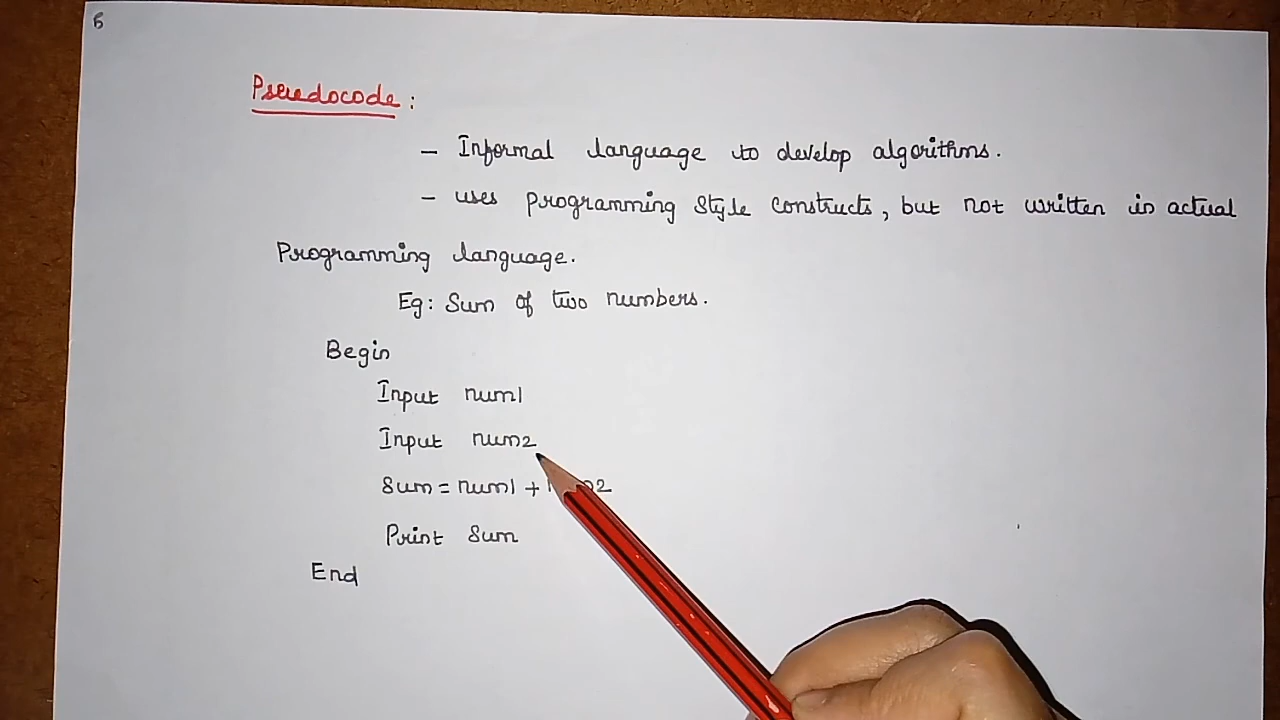 B
Pseudocode :
- Informal language to develop algorithms.
- uses programming style constructs, but not written in actual
Programming language.
Eg: Sum of two numbers.
Begin
Input num1
Input num2
Sum = num1 +
Print Sum
End